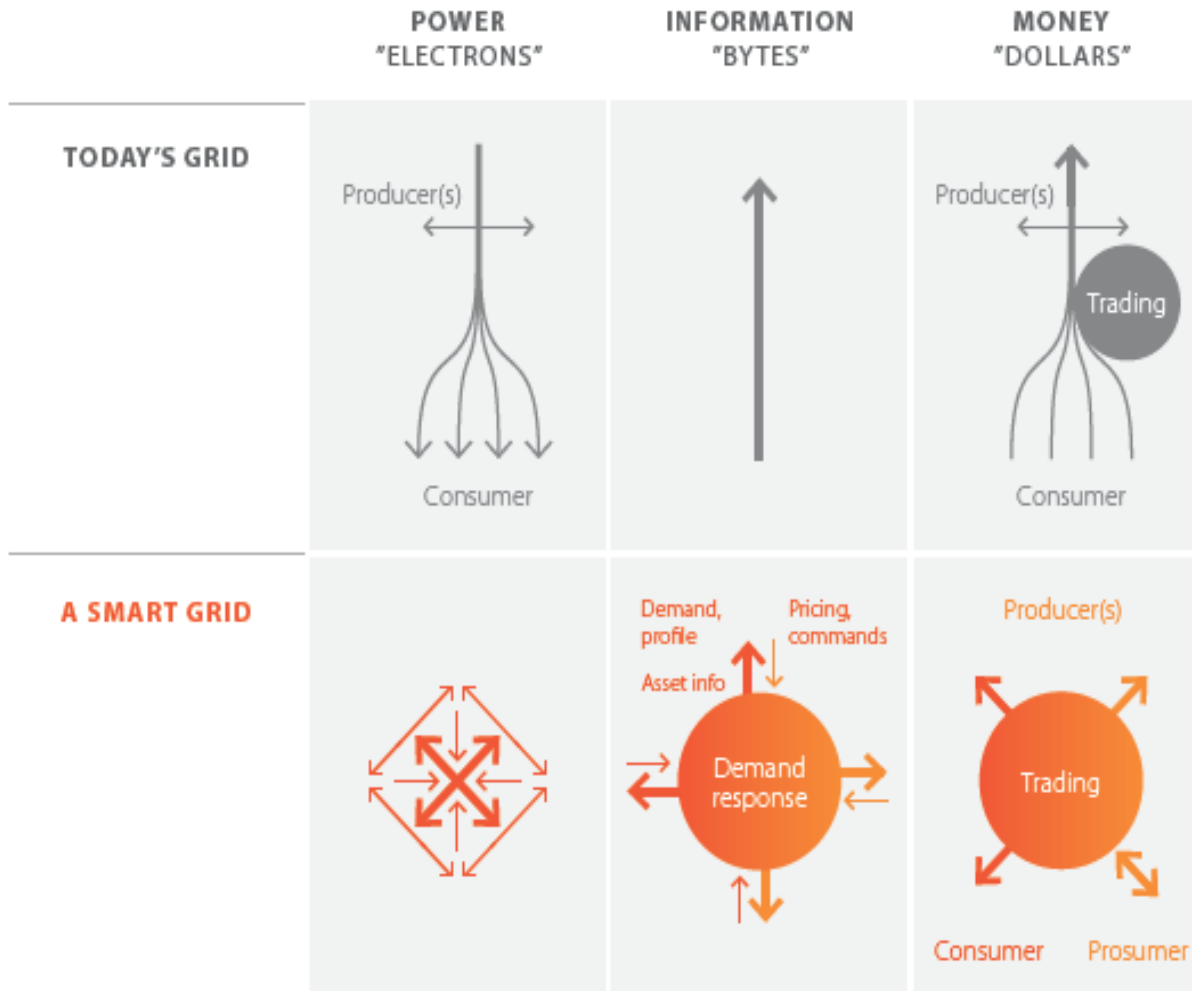 POWER
"ELECTRONS"
INFORMATION
"BYTES"
MONEY
"DOLLARS"
TODAY'S GRID
Producer(s)
Consumer
Producer(s)
Trading
Consumer
A SMART GRID
Demand,
profile
Asset info
Pricing,
commands
Demand
response
Producer(s)
Trading
Consumer
Prosumer